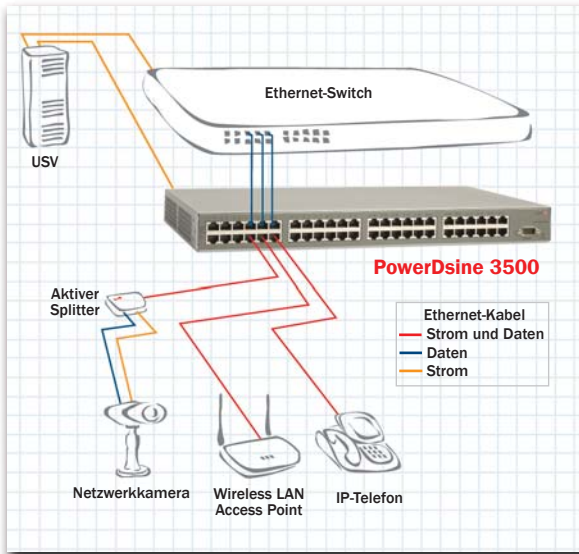 Ethernet-Switch
USV
PowerDsine 3500
Aktiver
Splitter
Ethernet-Kabel
Strom und Daten
Daten
Strom
Netzwerkkamera
Wireless LAN
Access Point
IP-Telefon